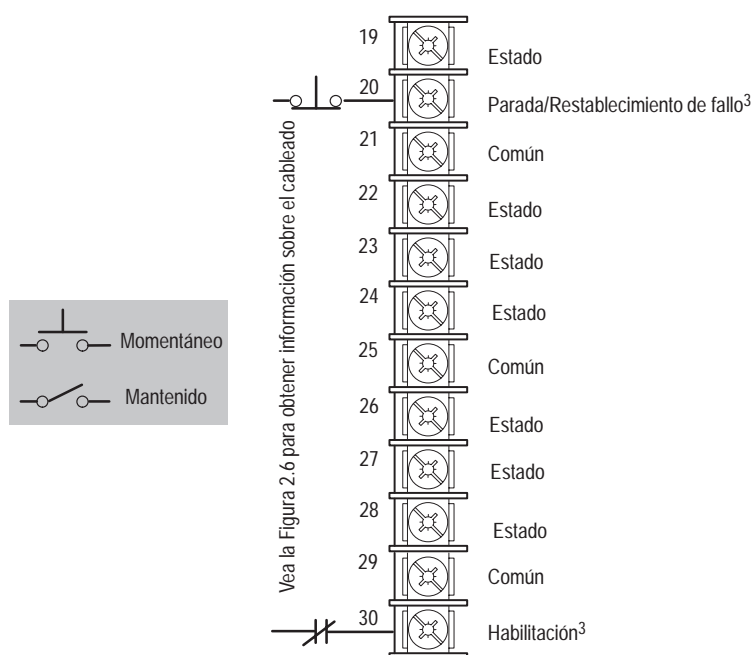 19 Estado
20 Parada/Restablecimiento de fallo3
21 Común
22 Estado
23 Estado
24 Estado
25 Común
26 Estado
27 Estado
28 Estado
29 Común
30 Habilitación3
Vea la Figura 2.6 para obtener información sobre el cableado
Momentáneo
Mantenido